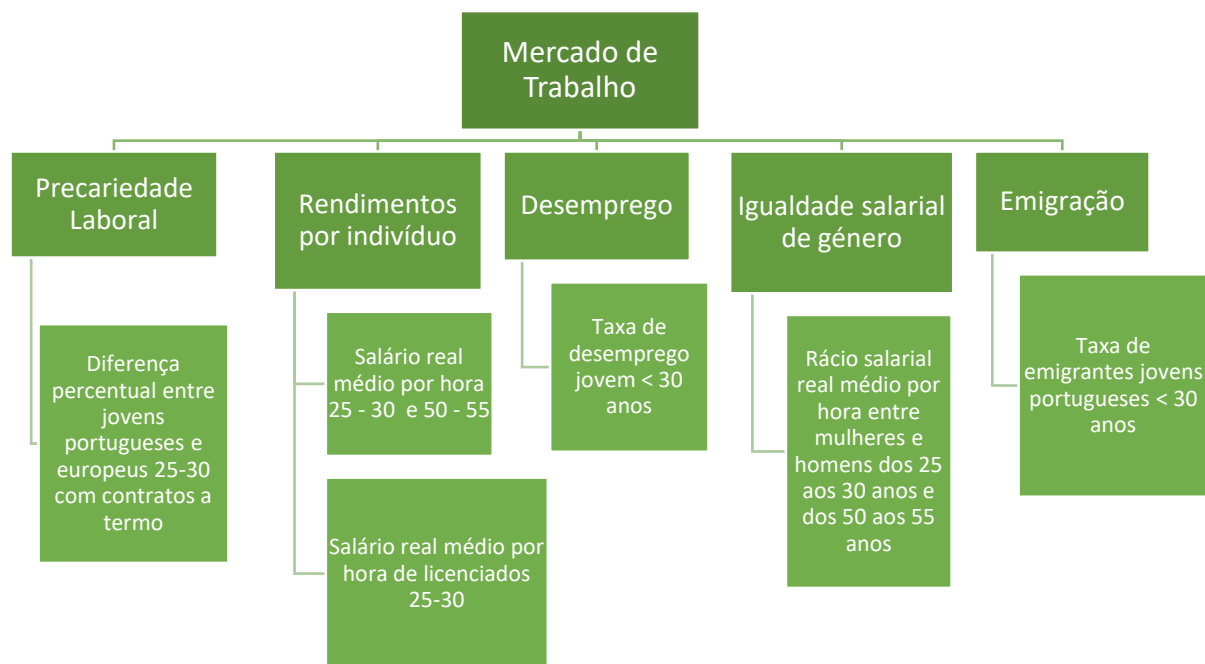 Mercado de
Trabalho
Precariedade
Laboral
Rendimentos
por indivíduo
Desemprego
Igualdade salarial
de género
Emigração
Diferença
percentual entre
jovens
portugueses e
europeus 25-30
com contratos a
termo
Salário real
médio por hora
25 - 30 e 50 - 55
Salário real médio por
hora de licenciados
25-30
Taxa de
desemprego
jovem < 30
anos
Rácio salarial
real médio por
hora entre
mulheres e
homens dos 25
aos 30 anos e
dos 50 aos 55
anos
Taxa de
emigrantes jovens
portugueses < 30
anos